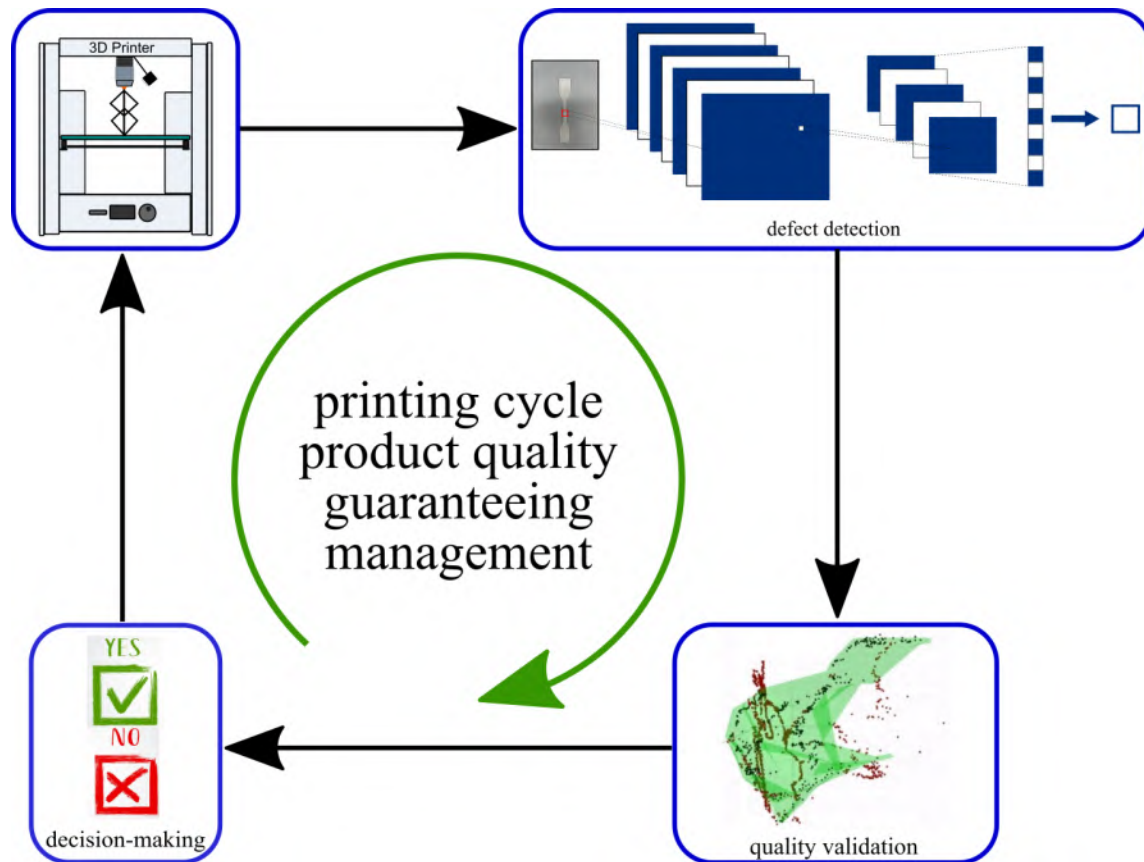 3D Printer
defect detection
printing cycle
product quality
guaranteeing
management
YES
NO
decision-making
quality validation